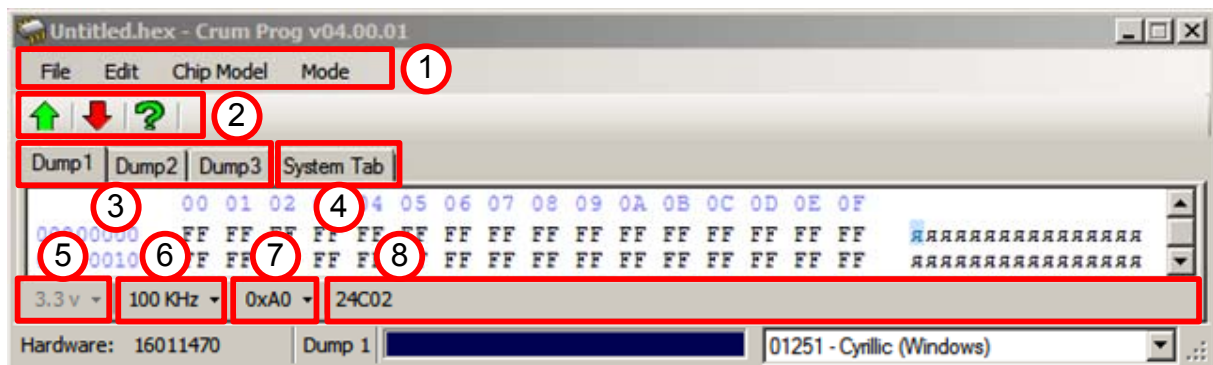 Untitled.hex - Crum Prog v04.00.01
File Edit Chip Model Mode 1
2
Dump1 Dump2 Dump3 System Tab
3 4
00 01 02 04 05 06 07 08 09 0A 0B 0C 0D 0E 0F
00000000 FF FF FF FF FF FF FF FF FF FF FF FF FF FF FF FF яяяяяяяяяяяяяяяя
5 6 7 8
0010 FF FF FF FF FF FF FF FF FF FF FF FF FF FF яяяяяяяяяяяяяяяя
3.3 v 100 KHz 0xA0 24C02
Hardware: 16011470 Dump 1 01251 - Cyrillic (Windows)